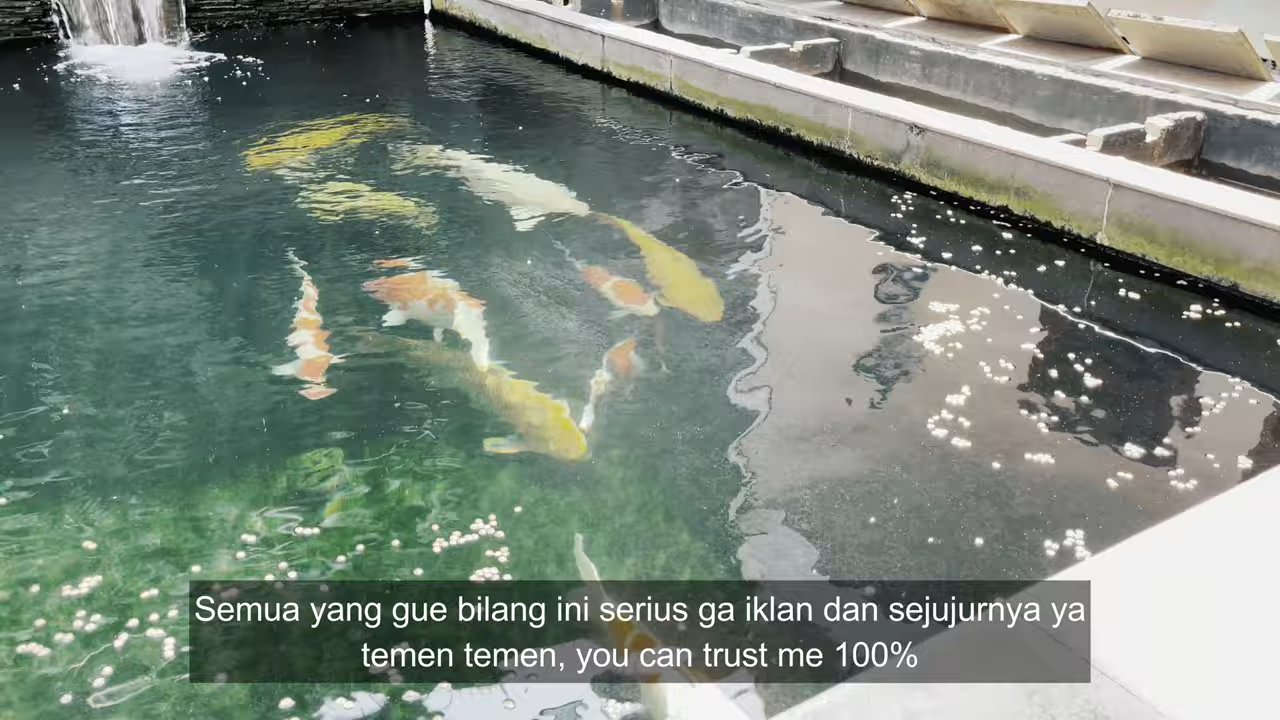 Semua yang gue bilang ini serius ga iklan dan sejujurnya ya
temen temen, you can trust me 100%